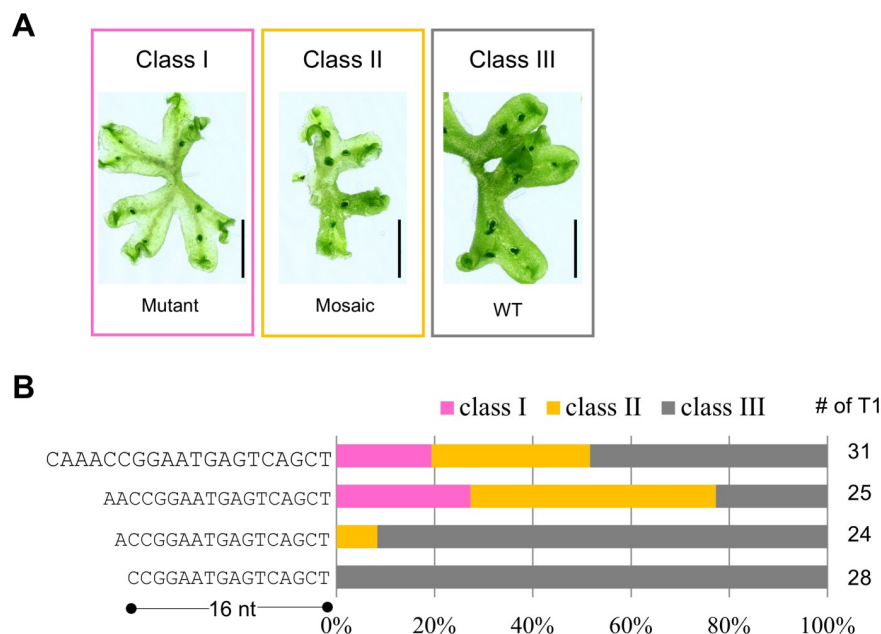 A
Class I
Class II
Class III
Mutant
Mosaic
WT
B
class I class II class III # of T1
CAAACCGGAATGAGTCAGCT 31
AACCGGAATGAGTCAGCT 25
ACCGGAATGAGTCAGCT 24
CCGGAATGAGTCAGCT 28
16 nt
0% 20% 40% 60% 80% 100%